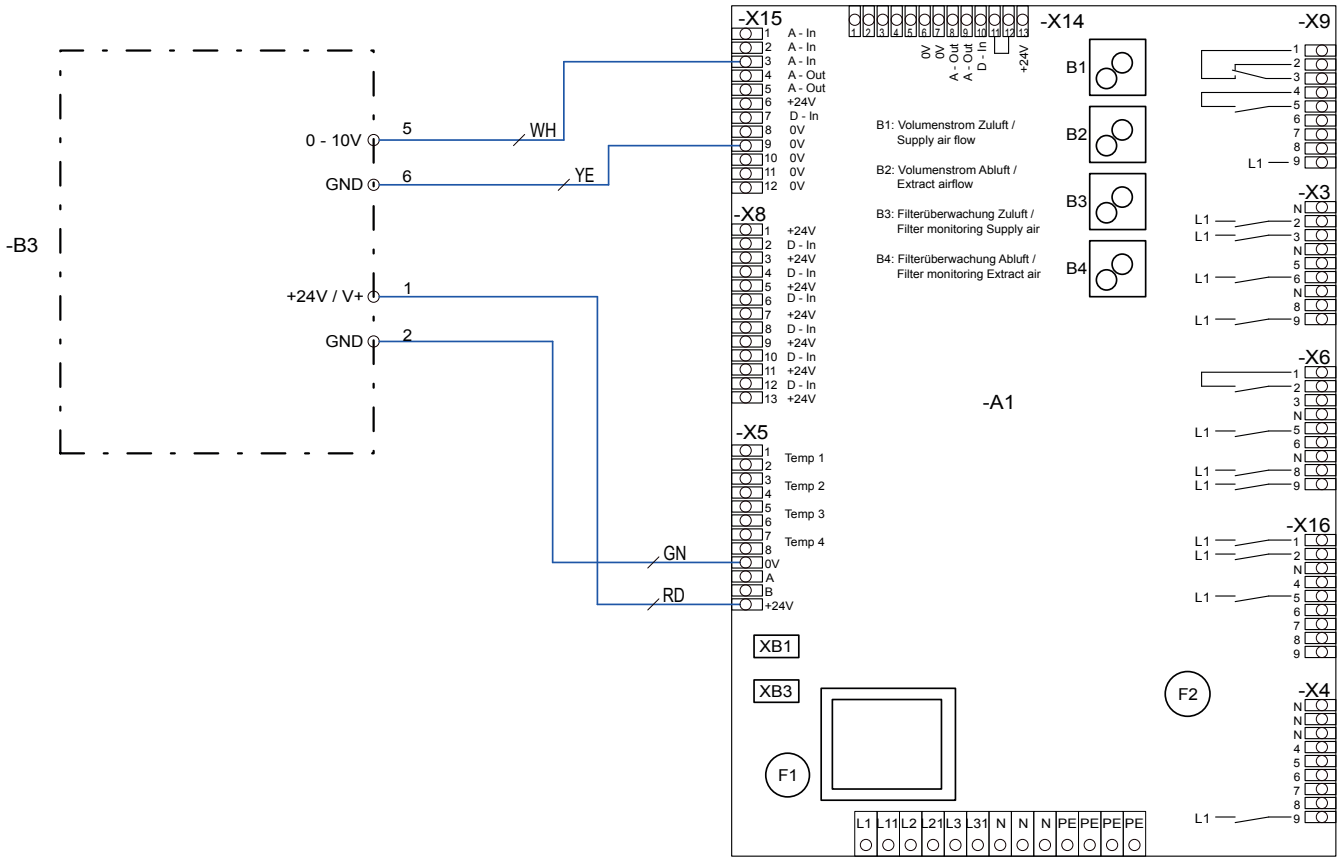 -B3
0 - 10V
5
WH
GND
6
YE
+24V / V+
1
GND
2
GN
RD
-X15
1 A - In
2 A - In
3 A - In
4 A - Out
5 A - Out
6 +24V
7 D - In
8 0V
9 0V
10 0V
11 0V
12 0V
-X8
1 +24V
2 D - In
3 +24V
4 D - In
5 +24V
6 D - In
7 +24V
8 D - In
9 +24V
10 D - In
11 +24V
12 D - In
13 +24V
-X5
1
2
Temp 1
3
4
Temp 2
5
6
Temp 3
7
8
Temp 4
0V
A
B
+24V
XB1
XB3
F1
-X14
1 2 3 4 5 6 7 8 9 10 11 12 13
0V
0V
A - Out
A - Out
D - In
+24V
B1
B2
B3
B4
B1: Volumenstrom Zuluft /
Supply air flow
B2: Volumenstrom Abluft /
Extract airflow
B3: Filterüberwachung Zuluft /
Filter monitoring Supply air
B4: Filterüberwachung Abluft /
Filter monitoring Extract air
-A1
F2
-X9
1
2
3
4
5
6
7
8
L1 9
-X3
N
L1 2
L1 3
N
5
L1 6
N
8
L1 9
-X6
1
2
3
N
L1 5
6
N
L1 8
L1 9
-X16
L1 1
L1 2
N
4
L1 5
6
7
8
9
-X4
N
N
N
4
5
6
7
8
L1 9
L1 L11 L2 L21 L3 L31 N N N PE PE PE PE